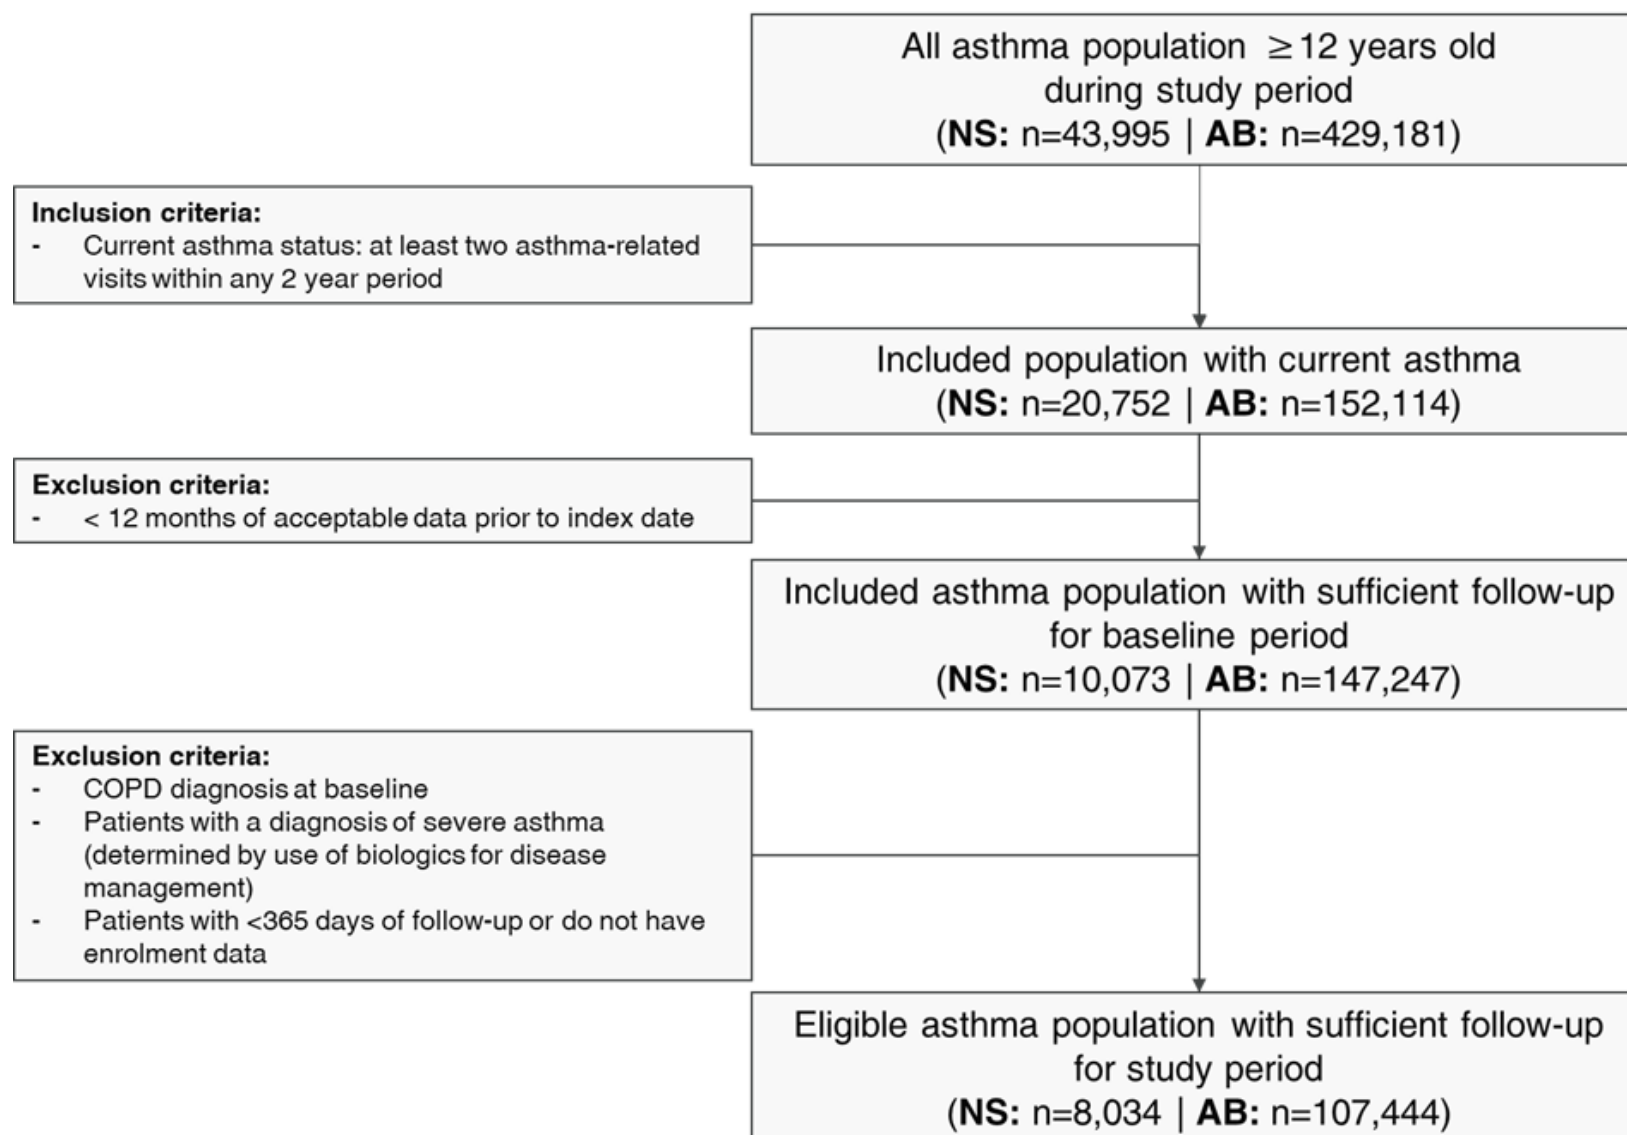 All asthma population ≥12 years old
during study period
(NS: n=43,995 | AB: n=429,181)
Inclusion criteria:
- Current asthma status: at least two asthma-related
visits within any 2 year period
Included population with current asthma
(NS: n=20,752 | AB: n=152,114)
Exclusion criteria:
- < 12 months of acceptable data prior to index date
Included asthma population with sufficient follow-up
for baseline period
(NS: n=10,073 | AB: n=147,247)
Exclusion criteria:
- COPD diagnosis at baseline
- Patients with a diagnosis of severe asthma
(determined by use of biologics for disease
management)
- Patients with <365 days of follow-up or do not have
enrolment data
Eligible asthma population with sufficient follow-up
for study period
(NS: n=8,034 | AB: n=107,444)